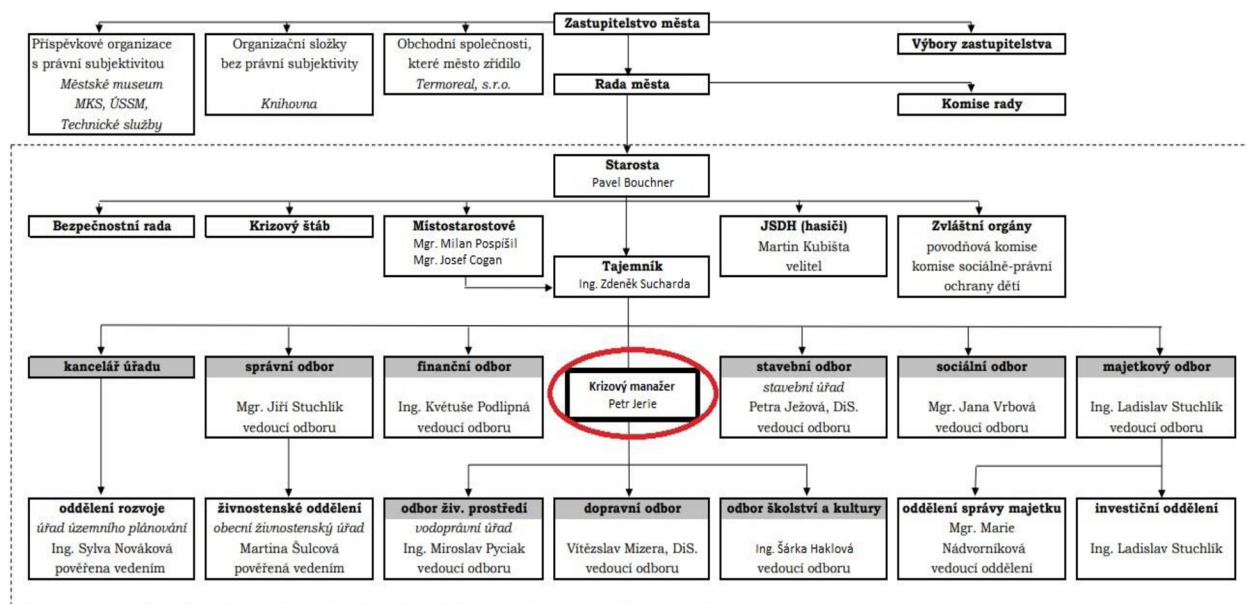 Zastupitelstvo města
Příspěvkové organizace
s právní subjektivitou
Městské museum
MKS, ÚSSM,
Technické služby
Organizační složky
bez právní subjektivity
Knihovna
Obchodní společnosti,
které město zřídilo
Termoreal, s.r.o.
Výbory zastupitelstva
Rada města
Komise rady
Starosta
Pavel Bouchner
Bezpečnostní rada
Krizový štáb
Místostarostové
Mgr. Milan Pospíšil
Mgr. Josef Cogan
Tajemník
Ing. Zdeněk Sucharda
JSDH (hasiči)
Martin Kubišta
velitel
Zvláštní orgány
povodňová komise
komise sociálně-právní
ochrany dětí
kancelář úřadu
správní odbor
Mgr. Jiří Stuchlík
vedoucí odboru
finanční odbor
Ing. Květuše Podlipná
vedoucí odboru
Krizový manažer
Petr Jerie
stavební odbor
stavební úřad
Petra Ježová, DiS.
vedoucí odboru
sociální odbor
Mgr. Jana Vrbová
vedoucí odboru
majetkový odbor
Ing. Ladislav Stuchlík
vedoucí odboru
oddělení rozvoje
úřad územního plánování
Ing. Sylva Nováková
pověřena vedením
živnostenské oddělení
obecní živnostenský úřad
Martina Šulcová
pověřená vedením
odbor živ. prostředí
vodoprávní úřad
Ing. Miroslav Pyciak
vedoucí odboru
dopravní odbor
Vítězslav Mizera, DiS.
vedoucí odboru
odbor školství a kultury
Ing. Šárka Haklová
vedoucí odboru
oddělení správy majetku
Mgr. Marie
Nádvorníková
vedoucí oddělení
investiční oddělení
Ing. Ladislav Stuchlík